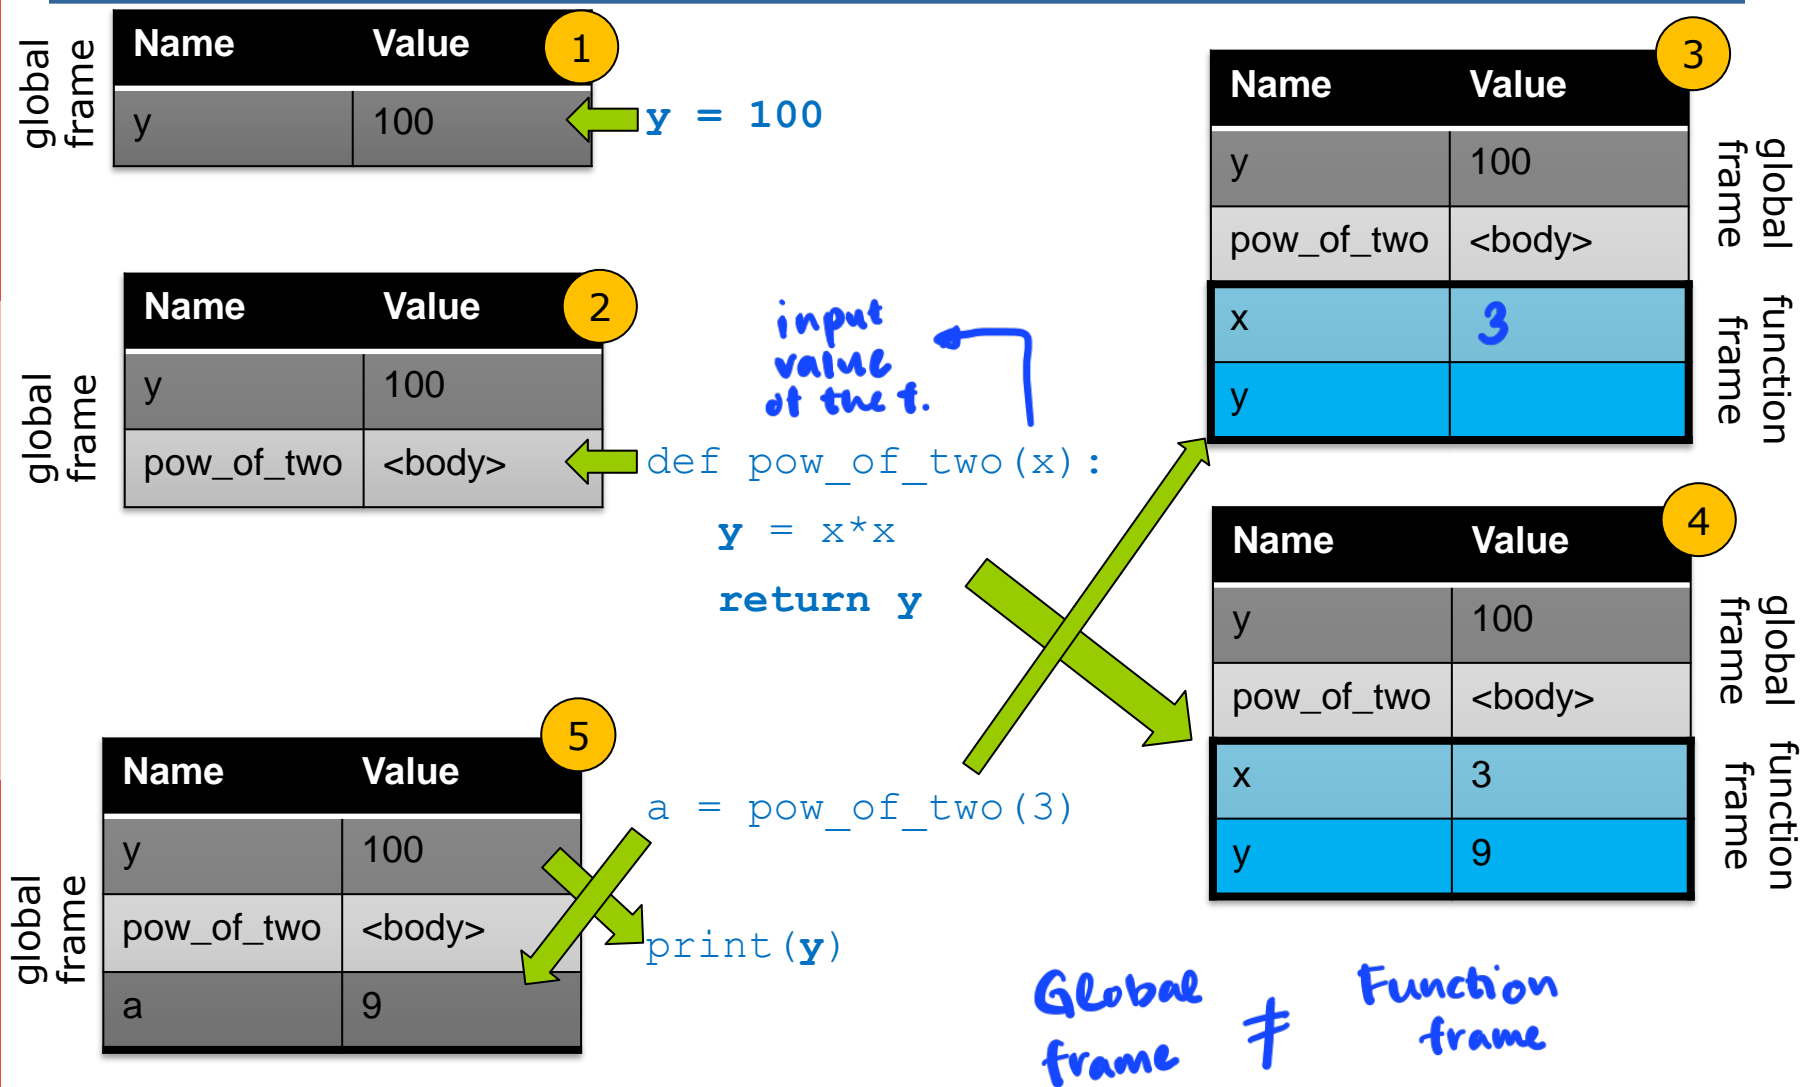 global
frame
Name Value
1
y 100
y = 100
global
frame
Name Value
2
y 100
pow_of_two <body>
input
value
of the f.
def pow_of_two(x):
y = x*x
return y
Name Value
3
y 100
pow_of_two <body>
x 3
y
global
frame
function
frame
Name Value
4
y 100
pow_of_two <body>
x 3
y 9
global
frame
function
frame
global
frame
Name Value
5
y 100
pow_of_two <body>
a 9
a = pow_of_two(3)
print(y)
Global
frame
≠
Function
frame